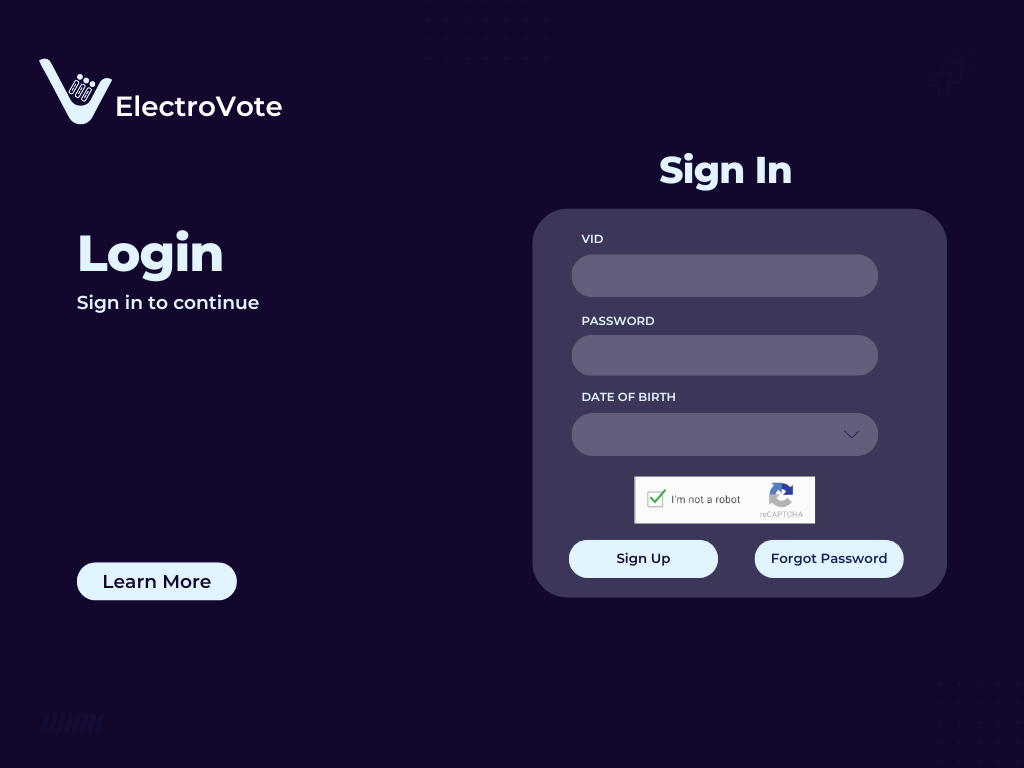 ElectroVote
Login
Sign in to continue
Learn More
Sign In
VID
PASSWORD
DATE OF BIRTH
I'm not a robot
reCAPTCHA
Sign Up
Forgot Password